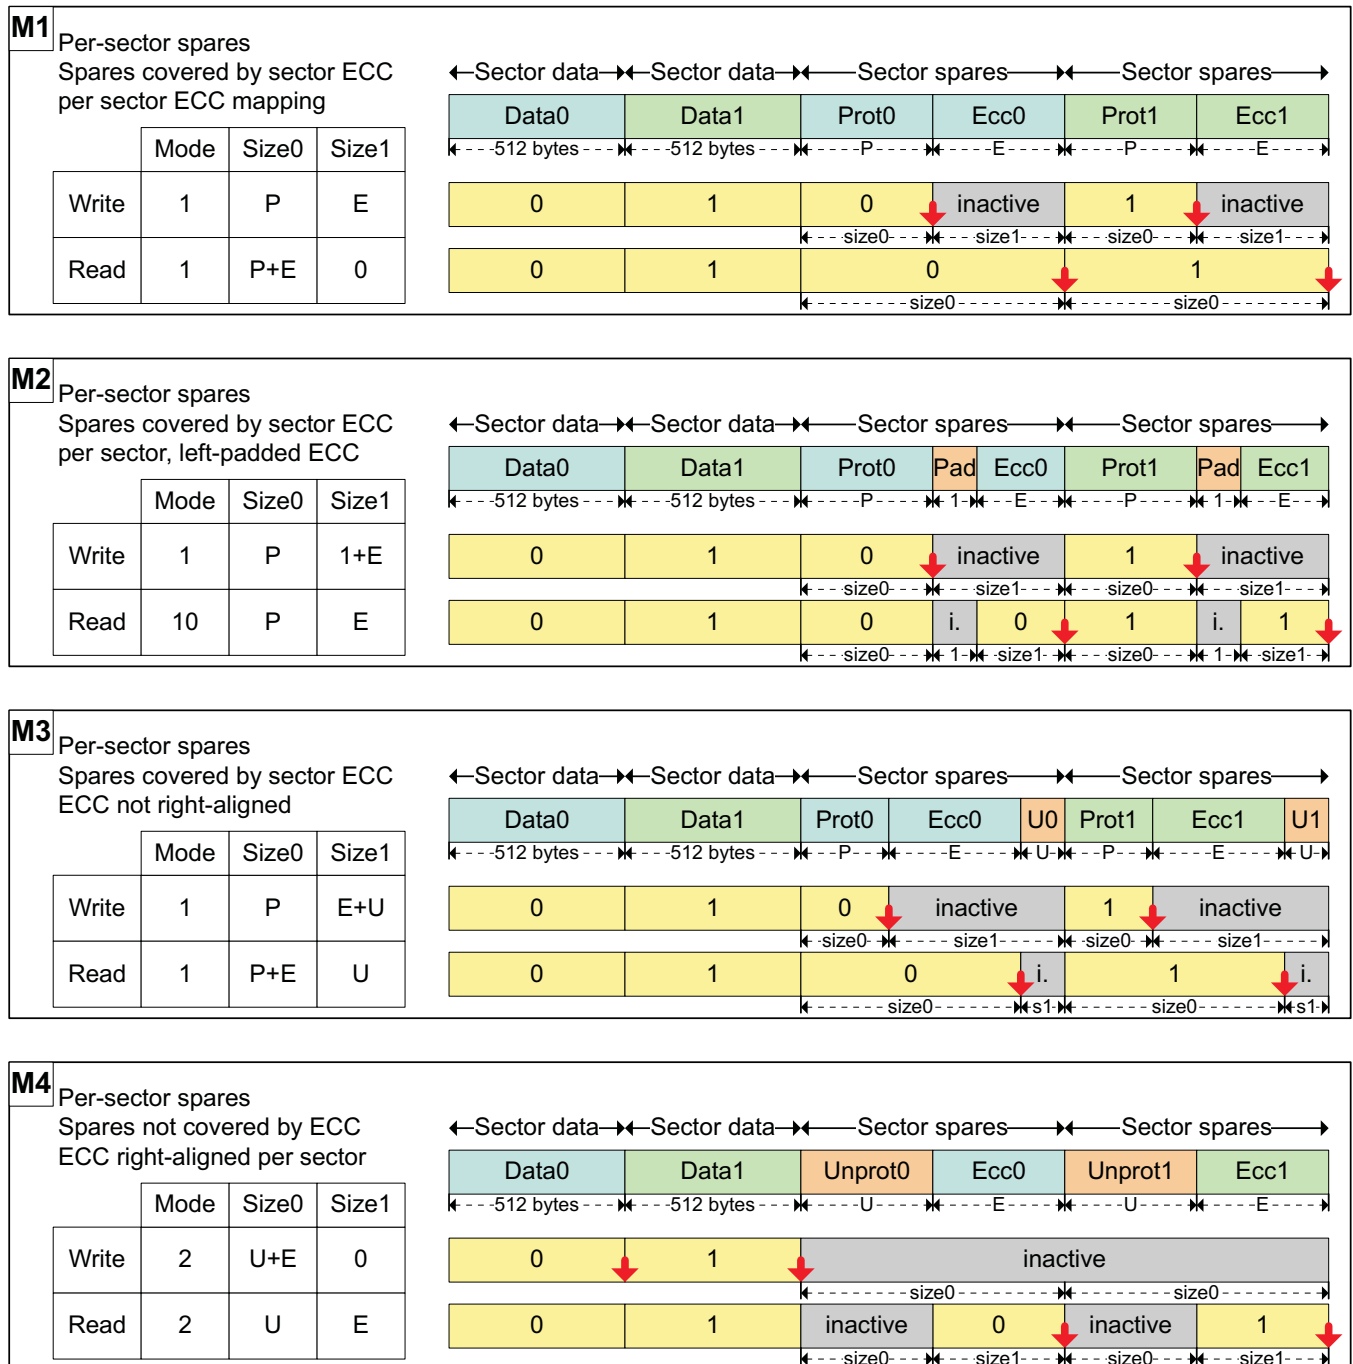 M1
Per-sector spares
Spares covered by sector ECC
per sector ECC mapping
Mode Size0 Size1
Write 1 P E
Read 1 P+E 0
Sector data Sector data Sector spares Sector spares
Data0 Data1 Prot0 Ecc0 Prot1 Ecc1
512 bytes 512 bytes P E P E
0 1 0 inactive 1 inactive
size0 size1 size0 size1
0 1 0 1
size0 size0
M2
Per-sector spares
Spares covered by sector ECC
per sector, left-padded ECC
Mode Size0 Size1
Write 1 P 1+E
Read 10 P E
Sector data Sector data Sector spares Sector spares
Data0 Data1 Prot0 Pad Ecc0 Prot1 Pad Ecc1
512 bytes 512 bytes P 1 E P 1 E
0 1 0 inactive 1 inactive
size0 size1 size0 size1
0 1 0 i. 0 1 i. 1
size0 1 size1 size0 1 size1
M3
Per-sector spares
Spares covered by sector ECC
ECC not right-aligned
Mode Size0 Size1
Write 1 P E+U
Read 1 P+E U
Sector data Sector data Sector spares Sector spares
Data0 Data1 Prot0 Ecc0 U0 Prot1 Ecc1 U1
512 bytes 512 bytes P E U P E U
0 1 0 inactive 1 inactive
size0 size1 size0 size1
0 1 0 i. 1 i.
size0 s1 size0 s1
M4
Per-sector spares
Spares not covered by ECC
ECC right-aligned per sector
Mode Size0 Size1
Write 2 U+E 0
Read 2 U E
Sector data Sector data Sector spares Sector spares
Data0 Data1 Unprot0 Ecc0 Unprot1 Ecc1
512 bytes 512 bytes U E U E
0 1 inactive
size0 size0
0 1 inactive 0 inactive 1
size0 size1 size0 size1